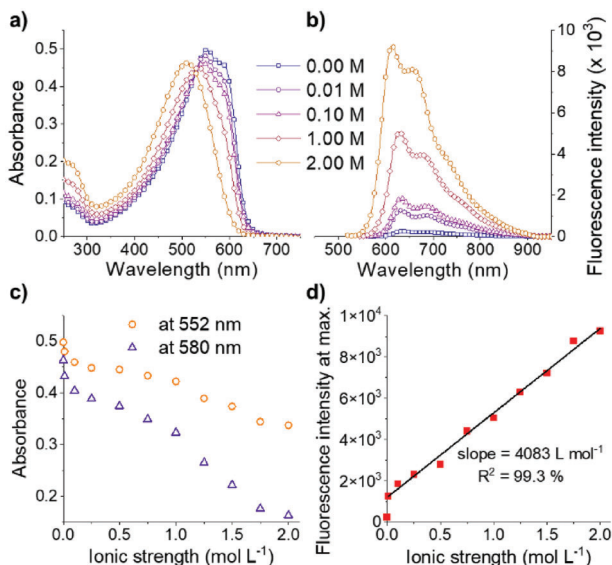 a)
b)
Absorbance
0.5
0.4
0.3
0.2
0.1
0.0
300 500 700
Wavelength (nm)
0.00 M
0.01 M
0.10 M
1.00 M
2.00 M
500 600 700 800 900
Wavelength (nm)
10
8
6
4
2
0
Fluorescence intensity (x 10³)
c)
Absorbance
0.5
0.4
0.3
0.2
at 552 nm
at 580 nm
0.0 0.5 1.0 1.5 2.0
Ionic strength (mol L⁻¹)
d)
Fluorescence intensity at max.
1×10⁴
8×10³
6×10³
4×10³
2×10³
0
slope = 4083 L mol⁻¹
R² = 99.3 %
0.0 0.5 1.0 1.5 2.0
Ionic strength (mol L⁻¹)